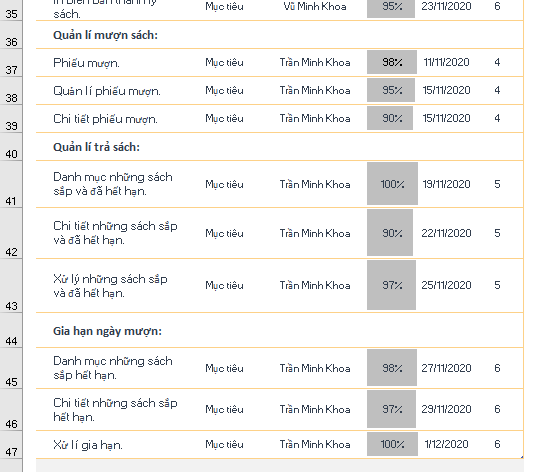 35 In biên bản thanh lý sách. Mục tiêu Vũ Minh Khoa 95% 23/11/2020 6
36 Quản lí mượn sách:
37 Phiếu mượn. Mục tiêu Trần Minh Khoa 98% 11/11/2020 4
38 Quản lí phiếu mượn. Mục tiêu Trần Minh Khoa 95% 15/11/2020 4
39 Chi tiết phiếu mượn. Mục tiêu Trần Minh Khoa 90% 15/11/2020 4
40 Quản lí trả sách:
Danh mục những sách
41 sắp và đã hết hạn. Mục tiêu Trần Minh Khoa 100% 19/11/2020 5
Chi tiết những sách sắp
42 và đã hết hạn. Mục tiêu Trần Minh Khoa 90% 22/11/2020 5
Xử lý những sách sắp
43 và đã hết hạn. Mục tiêu Trần Minh Khoa 97% 25/11/2020 5
44 Gia hạn ngày mượn:
Danh mục những sách
45 sắp hết hạn. Mục tiêu Trần Minh Khoa 98% 27/11/2020 6
Chi tiết những sách sắp
46 hết hạn. Mục tiêu Trần Minh Khoa 97% 29/11/2020 6
47 Xử lí gia hạn. Mục tiêu Trần Minh Khoa 100% 1/12/2020 6